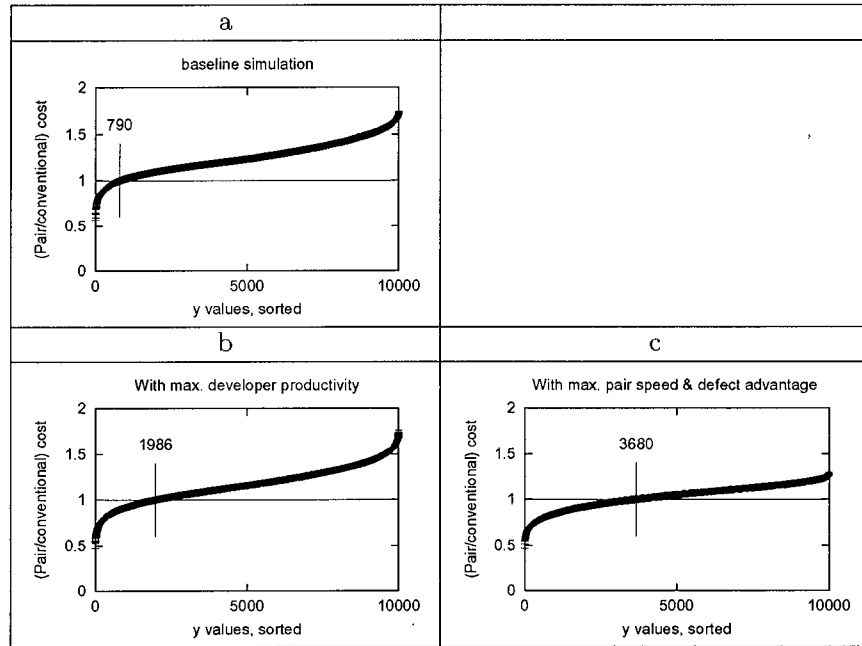 a
baseline simulation
(Pair/conventional) cost
2
1.5
1
0.5
0
790
0
5000
10000
y values, sorted
b
c
With max. developer productivity
(Pair/conventional) cost
2
1.5
1
0.5
0
1986
0
5000
10000
y values, sorted
With max. pair speed & defect advantage
(Pair/conventional) cost
2
1.5
1
0.5
0
3680
0
5000
10000
y values, sorted